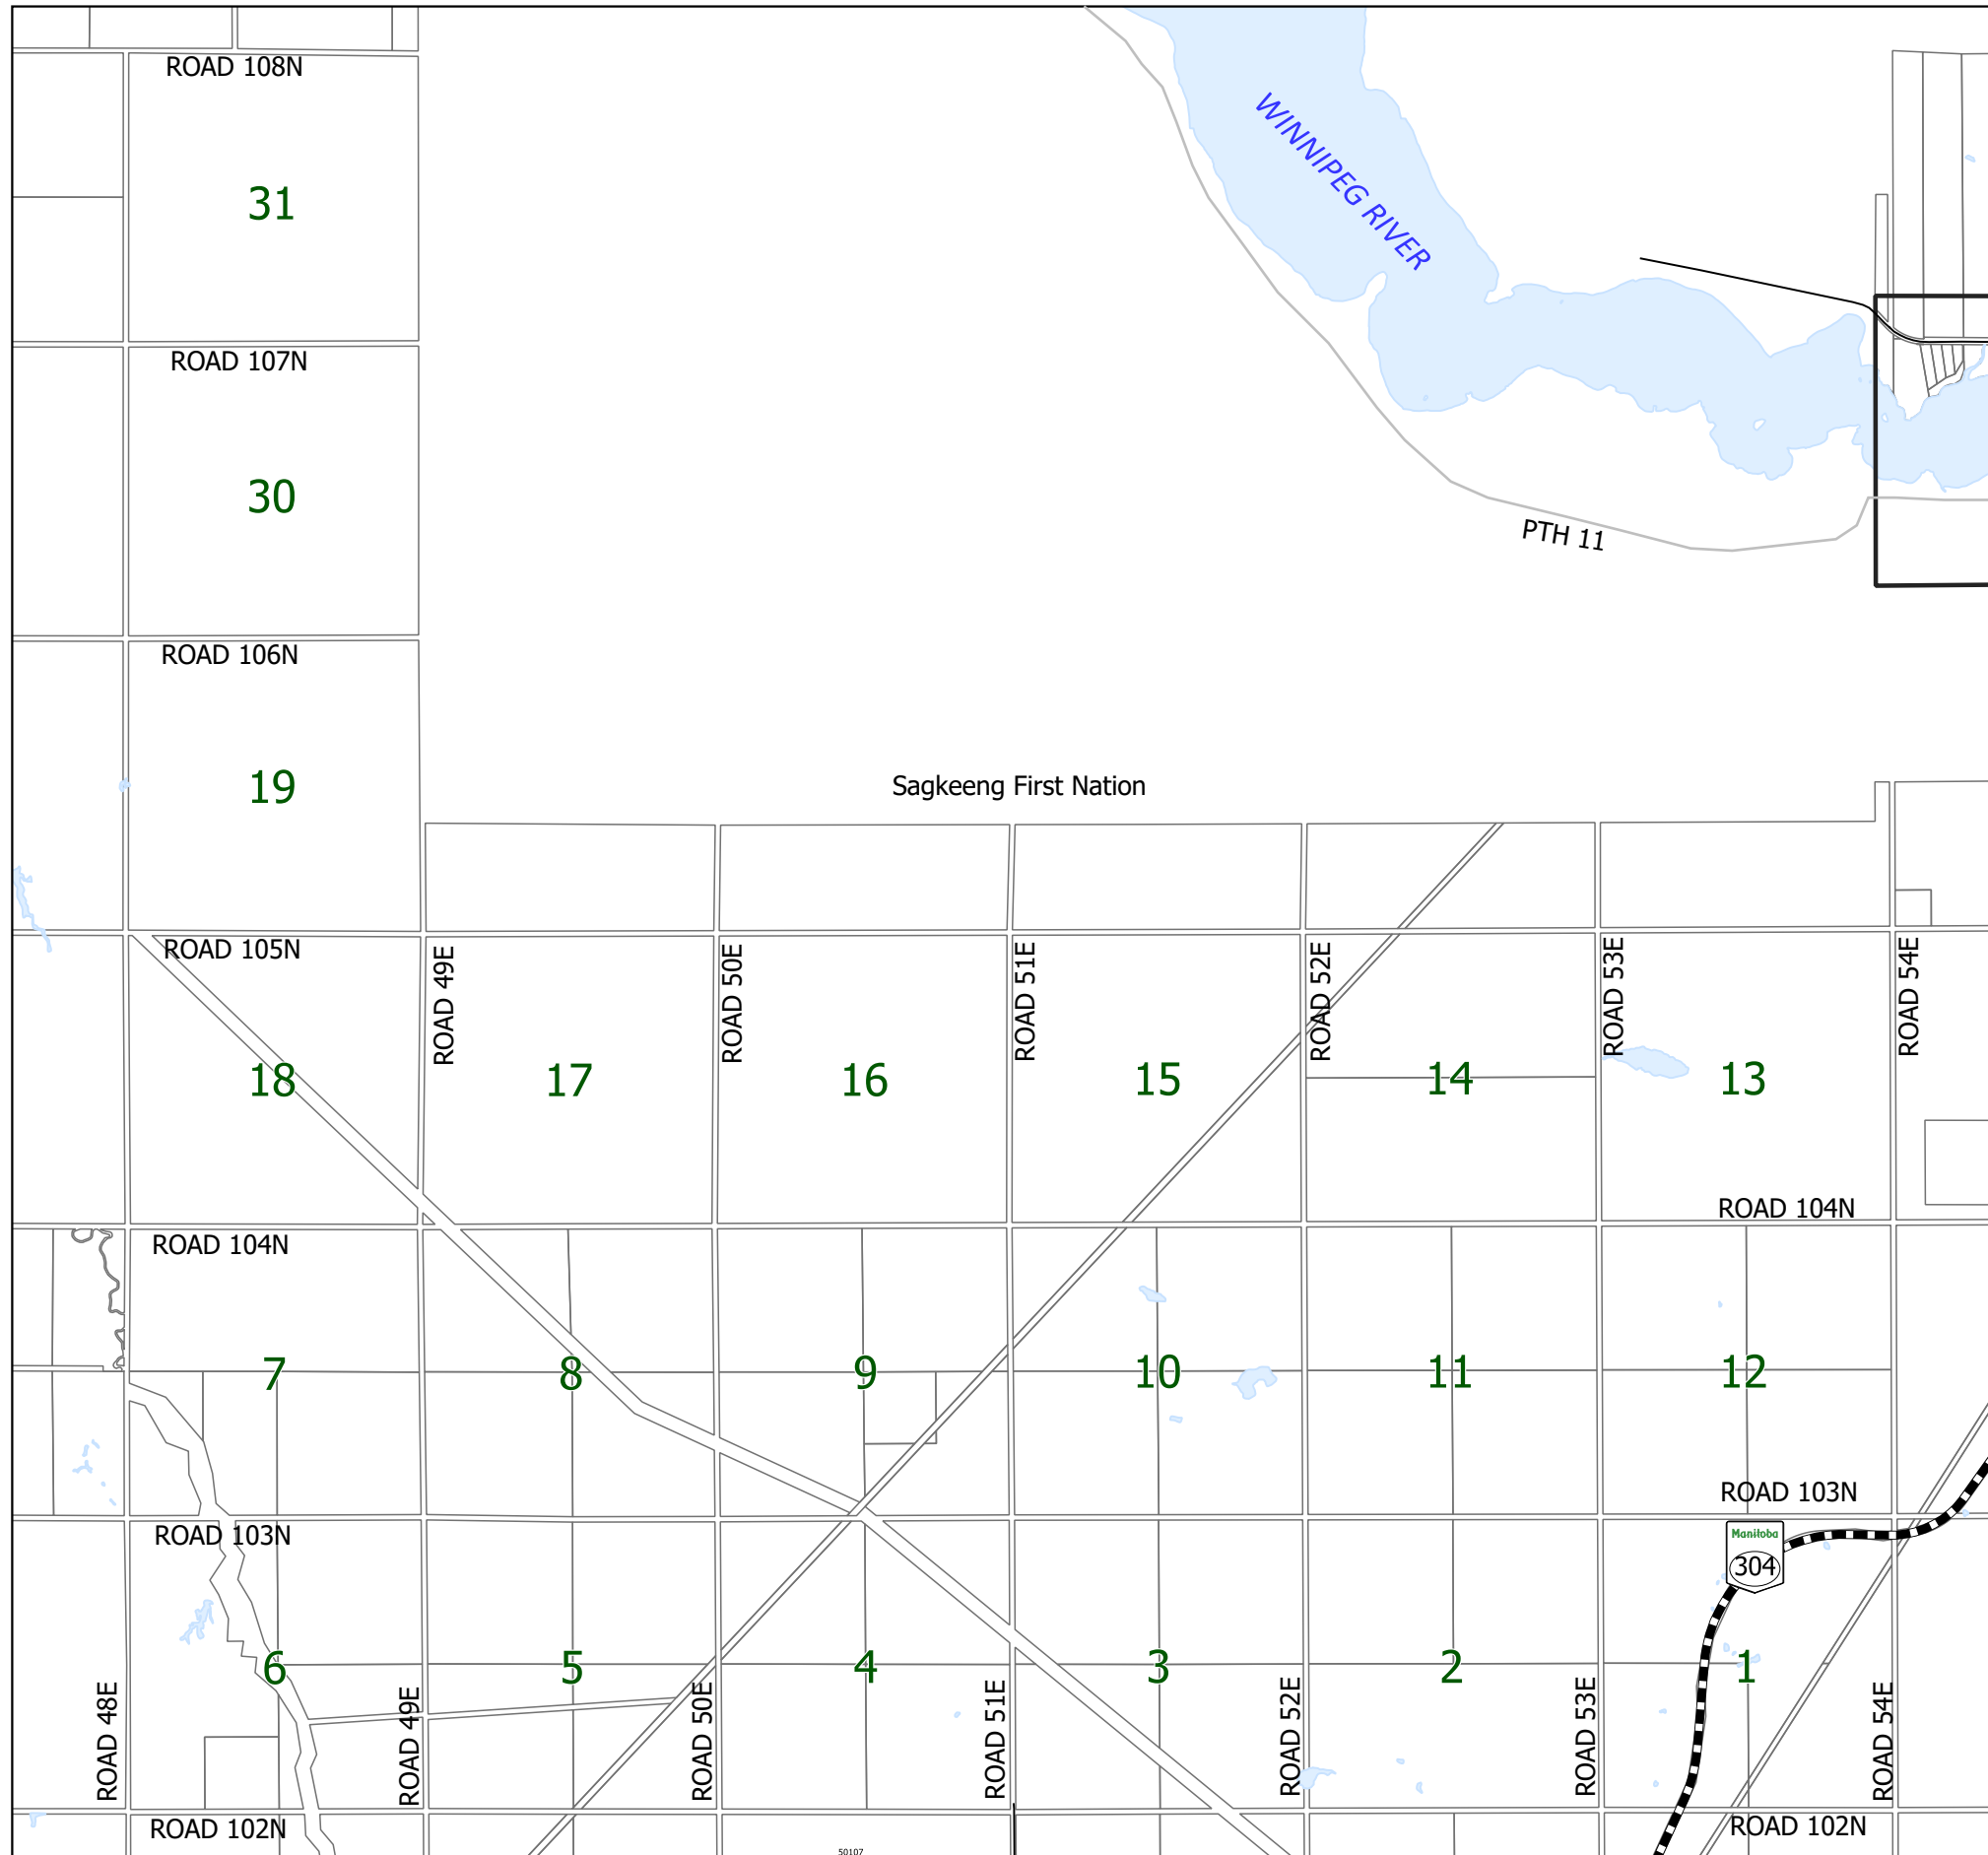 ROAD 108N
WINNIPEG RIVER
31
ROAD 107N
30
PTH 11
ROAD 106N
19
Sagkeeng First Nation
ROAD 105N
ROAD 49E
ROAD 50E
ROAD 51E
ROAD 52E
ROAD 53E
ROAD 54E
18
17
16
15
14
13
ROAD 104N
ROAD 104N
7
8
9
10
11
12
ROAD 103N
ROAD 103N
Manitoba
304
6
5
4
3
2
1
ROAD 48E
ROAD 49E
ROAD 50E
ROAD 51E
ROAD 52E
ROAD 53E
ROAD 54E
ROAD 102N
ROAD 102N
50107